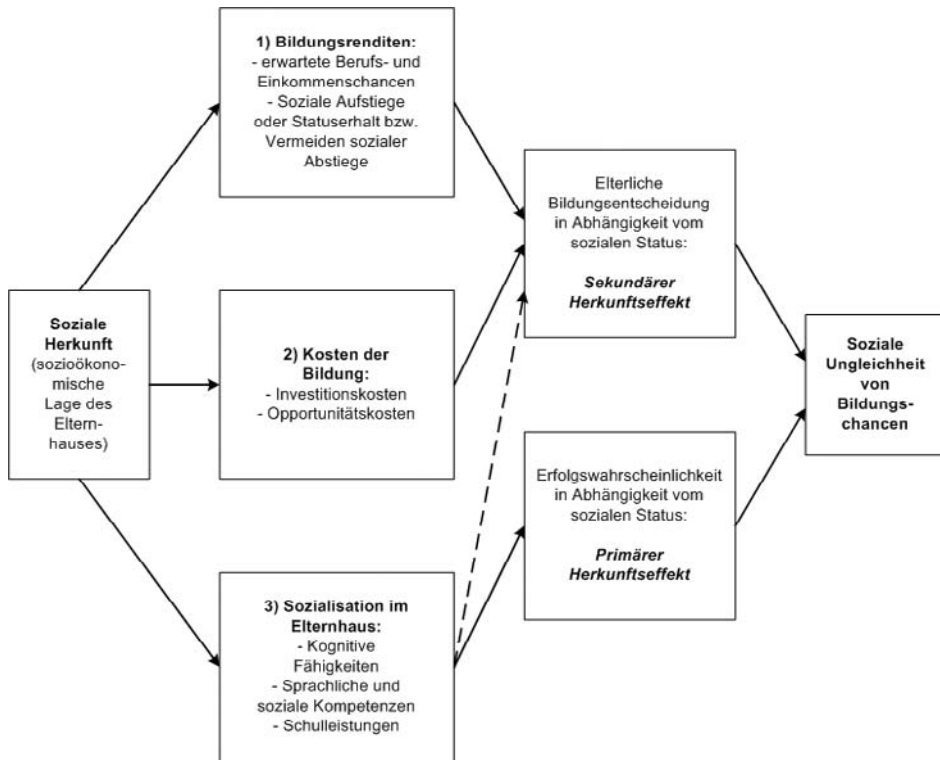 1) Bildungsrenditen:
- erwartete Berufs- und
Einkommenschancen
- Soziale Aufstiege
oder Statuserhalt bzw.
Vermeiden sozialer
Abstiege
Elterliche
Bildungsentscheidung
in Abhängigkeit vom
sozialen Status:
Sekundärer
Herkunftseffekt
Soziale
Herkunft
(sozioökono-
mische
Lage des
Eltern-
hauses)
2) Kosten der
Bildung:
- Investitionskosten
- Opportunitätskosten
Soziale
Ungleichheit
von
Bildungs-
chancen
Erfolgswahrscheinlichkeit
in Abhängigkeit vom
sozialen Status:
Primärer
Herkunftseffekt
3) Sozialisation im
Elternhaus:
- Kognitive
Fähigkeiten
- Sprachliche und
soziale Kompetenzen
- Schulleistungen